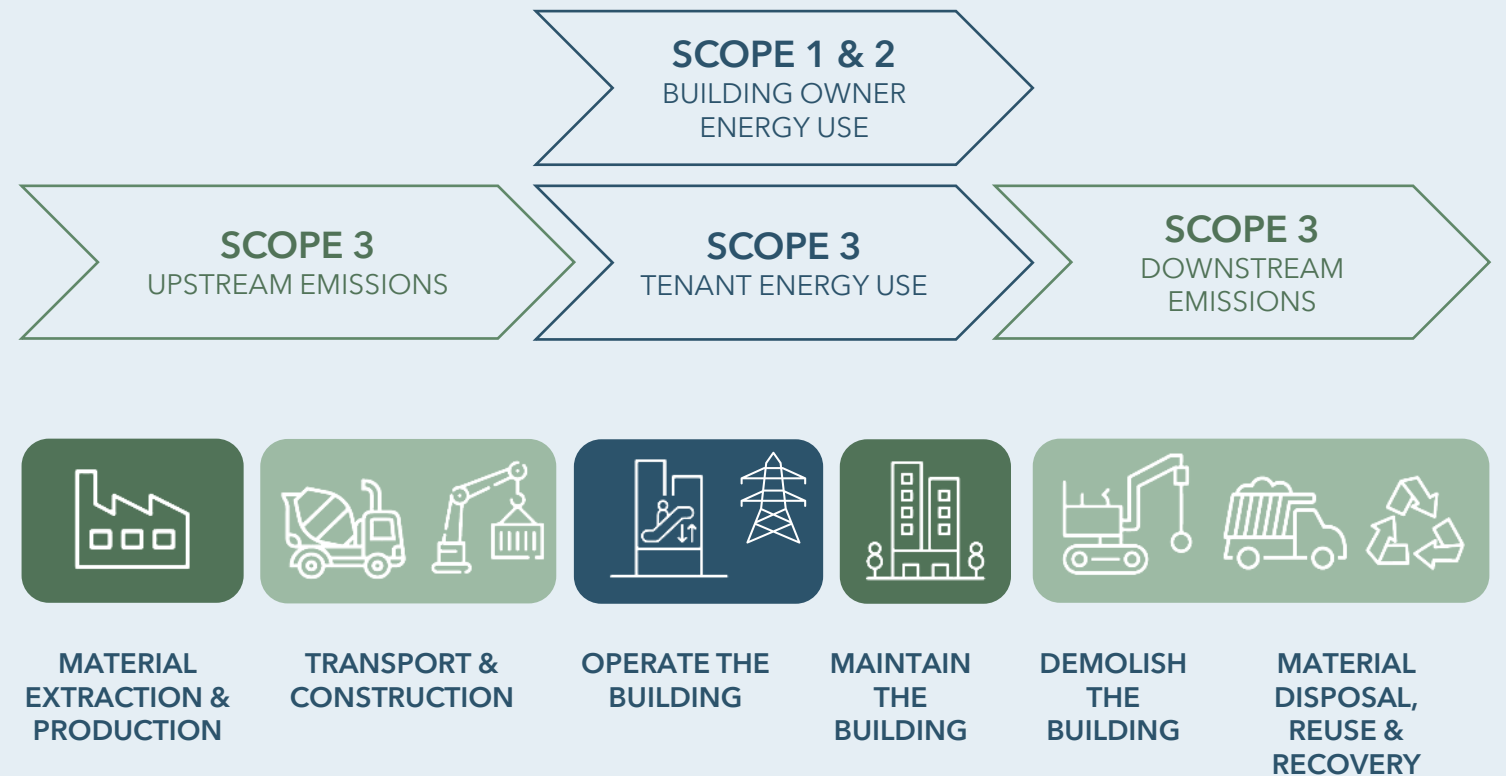 SCOPE 1 & 2
BUILDING OWNER
ENERGY USE
SCOPE 3
UPSTREAM EMISSIONS
SCOPE 3
TENANT ENERGY USE
SCOPE 3
DOWNSTREAM
EMISSIONS
MATERIAL
EXTRACTION &
PRODUCTION
TRANSPORT &
CONSTRUCTION
OPERATE THE
BUILDING
MAINTAIN
THE
BUILDING
DEMOLISH
THE
BUILDING
MATERIAL
DISPOSAL,
REUSE &
RECOVERY